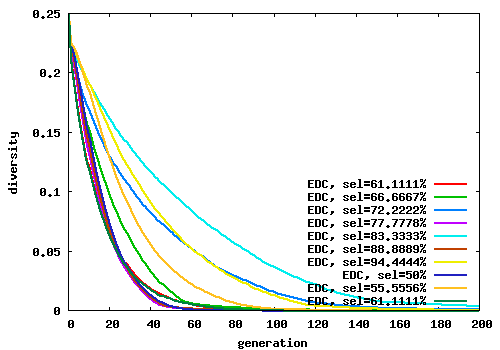 0.25
0.2
0.15
0.1
0.05
0
diversity
EDC, sel=61.1111%
EDC, sel=66.6667%
EDC, sel=72.2222%
EDC, sel=77.7778%
EDC, sel=83.3333%
EDC, sel=88.8889%
EDC, sel=94.4444%
EDC, sel=50%
EDC, sel=55.5556%
EDC, sel=61.1111%
0 20 40 60 80 100 120 140 160 180 200
generation